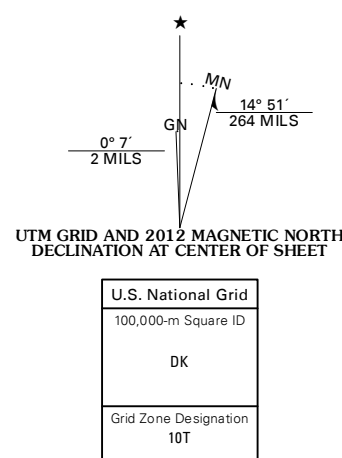 ★
MN
14° 51´
264 MILS
GN
0° 7´
2 MILS
UTM GRID AND 2012 MAGNETIC NORTH
DECLINATION AT CENTER OF SHEET
U.S. National Grid
100,000-m Square ID
DK
Grid Zone Designation
10T